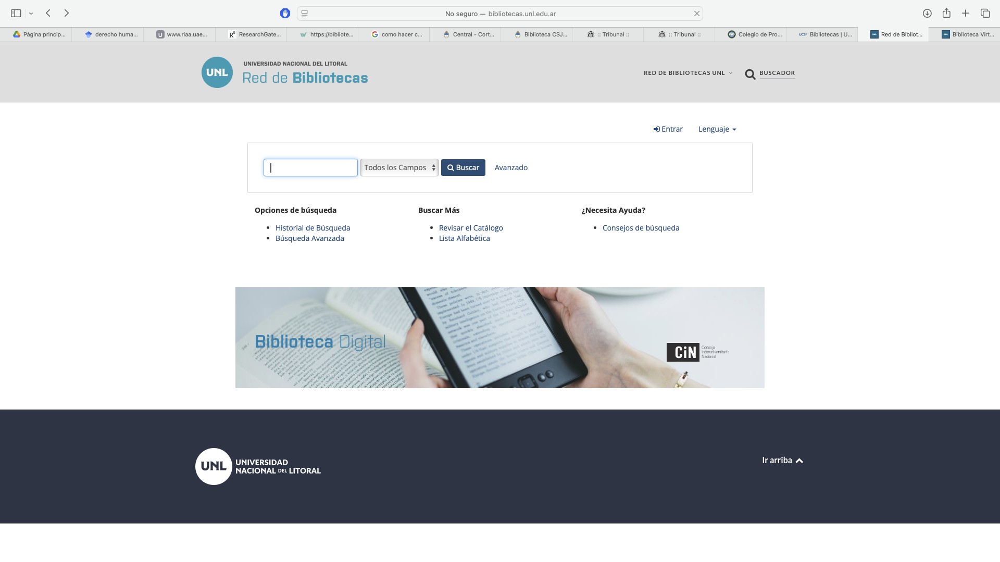 No seguro — bibliotecas.unl.edu.ar
Página princip...
derecho huma...
www.riaa.uae...
ResearchGate...
https://bibliote...
como hacer c...
Central - Cort...
Biblioteca CSJ...
:: Tribunal ::
:: Tribunal ::
Colegio de Pro...
UCSF Bibliotecas | U...
Red de Bibliot...
Biblioteca Virt...
UNL
UNIVERSIDAD NACIONAL DEL LITORAL
Red de Bibliotecas
RED DE BIBLIOTECAS UNL
BUSCADOR
Entrar
Lenguaje
Todos los Campos
Buscar
Avanzado
Opciones de búsqueda
Historial de Búsqueda
Búsqueda Avanzada
Buscar Más
Revisar el Catálogo
Lista Alfabética
¿Necesita Ayuda?
Consejos de búsqueda
Biblioteca Digital
CiN
Consejo
Interuniversitario
Nacional
UNL
UNIVERSIDAD
NACIONAL DEL LITORAL
Ir arriba